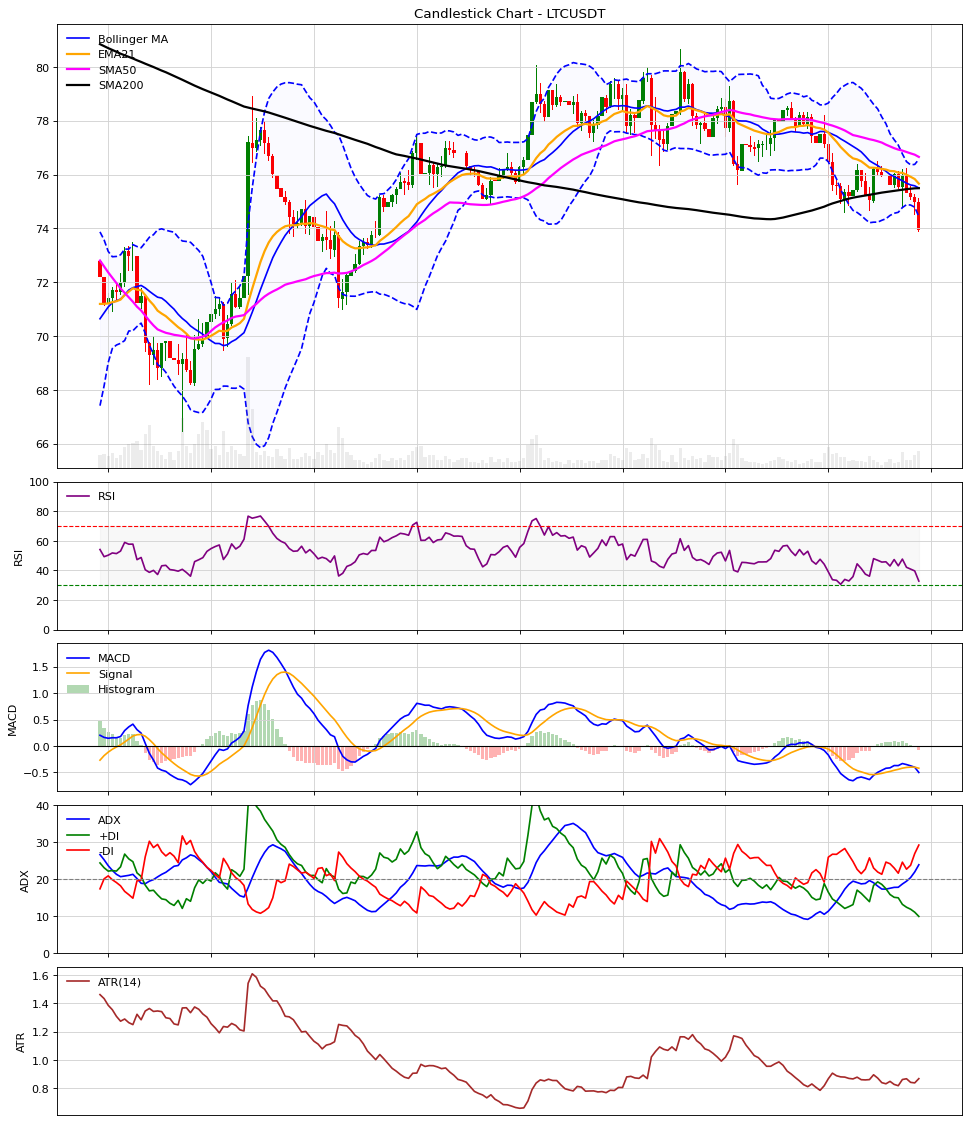 Candlestick Chart - LTCUSDT
Bollinger MA
EMA21
SMA50
SMA200
80
78
76
74
72
70
68
66
RSI
100
80
60
40
20
0
RSI
MACD
Signal
Histogram
1.5
1.0
0.5
0.0
−0.5
MACD
ADX
+DI
-DI
40
30
20
10
0
ADX
ATR(14)
1.6
1.4
1.2
1.0
0.8
ATR